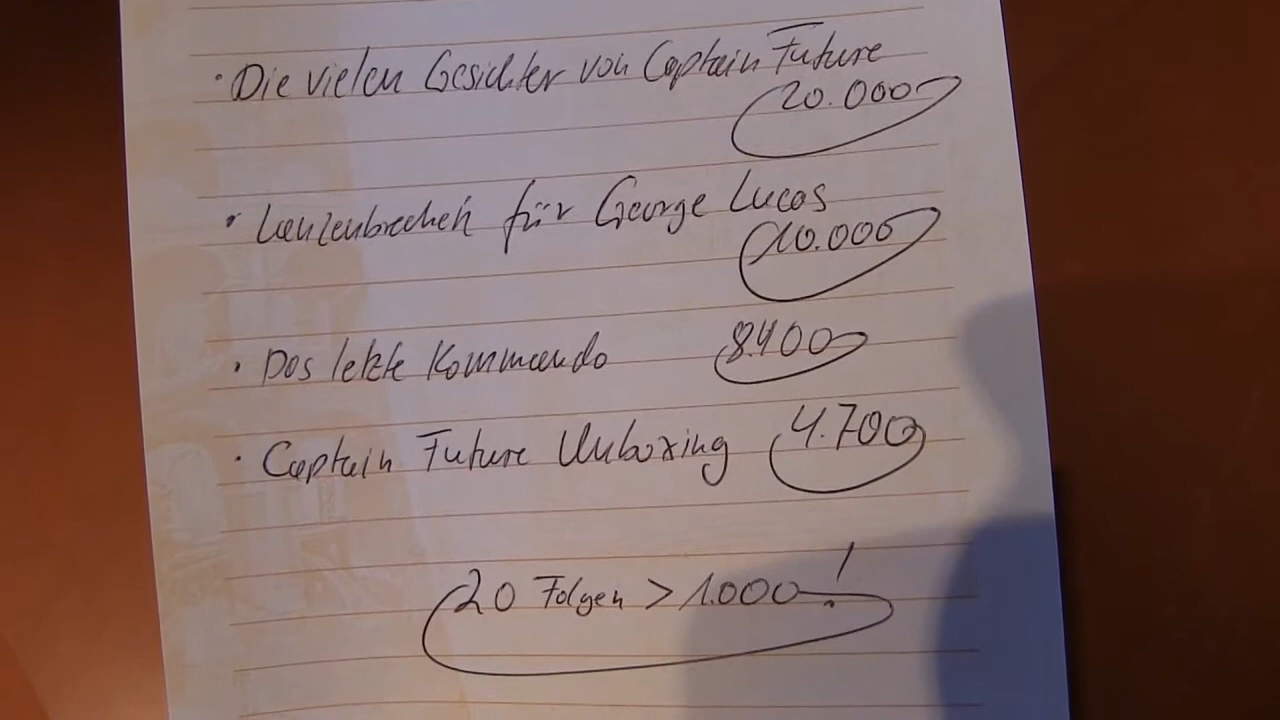 · Die vielen Gesichter von Captain Future
20.000
· Lanzenbrechen für George Lucas
10.000
· Das letzte Kommando 8.400
· Captain Future Unboxing 4.700
20 Folgen > 1.000!